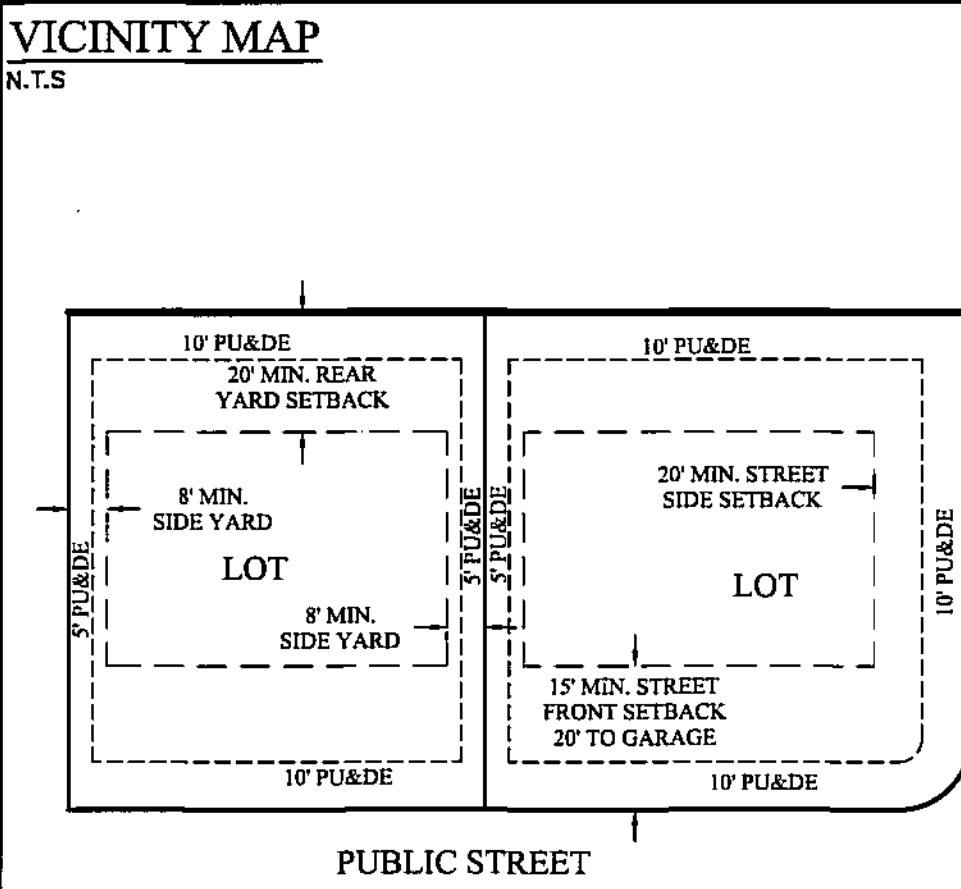 VICINITY MAP
N.T.S
10' PU&DE
10' PU&DE
20' MIN. REAR
YARD SETBACK
8' MIN.
SIDE YARD
20' MIN. STREET
SIDE SETBACK
5' PU&DE
5' PU&DE
5' PU&DE
10' PU&DE
LOT
LOT
8' MIN.
SIDE YARD
15' MIN. STREET
FRONT SETBACK
20' TO GARAGE
10' PU&DE
10' PU&DE
PUBLIC STREET